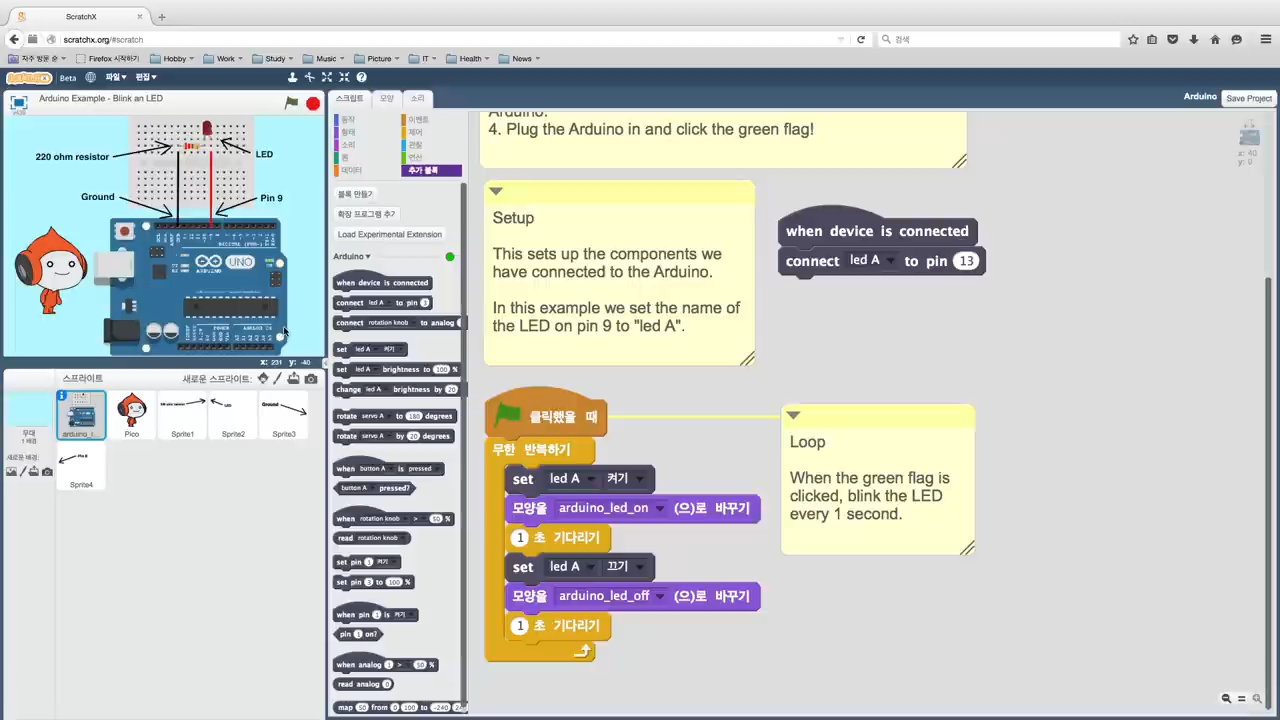 ScratchX
scratchx.org/#scratch
검색
자주 방문 순
Firefox 시작하기
Hobby
Work
Study
Music
Picture
IT
Health
News
Beta
파일
편집
Arduino Example - Blink an LED
220 ohm resistor
LED
Ground
Pin 9
ARDUINO
UNO
x: 231 y: -40
스프라이트
새로운 스프라이트:
무대
1 배경
새로운 배경:
arduino_l...
Pico
Sprite1
Sprite2
Sprite3
Sprite4
스크립트
모양
소리
동작
이벤트
형태
제어
소리
관찰
펜
연산
데이터
추가 블록
블록 만들기
확장 프로그램 추가
Load Experimental Extension
Arduino
when device is connected
connect led A to pin 3
connect rotation knob to analog
set led A 켜기
set led A brightness to 100 %
change led A brightness by 20
rotate servo A to 180 degrees
rotate servo A by 20 degrees
when button A is pressed
button A pressed?
when rotation knob > 50 %
read rotation knob
set pin 1 켜기
set pin 3 to 100 %
when pin 1 is 켜기
pin 1 on?
when analog 1 > 50 %
read analog 0
map 50 from 0 100 to -240
Arduino
Save Project
x: 40
y: 0
Arduino.
4. Plug the Arduino in and click the green flag!
Setup
This sets up the components we
have connected to the Arduino.
In this example we set the name of
the LED on pin 9 to "led A".
when device is connected
connect led A to pin 13
클릭했을 때
무한 반복하기
set led A 켜기
모양을 arduino_led_on (으)로 바꾸기
1 초 기다리기
set led A 끄기
모양을 arduino_led_off (으)로 바꾸기
1 초 기다리기
Loop
When the green flag is
clicked, blink the LED
every 1 second.